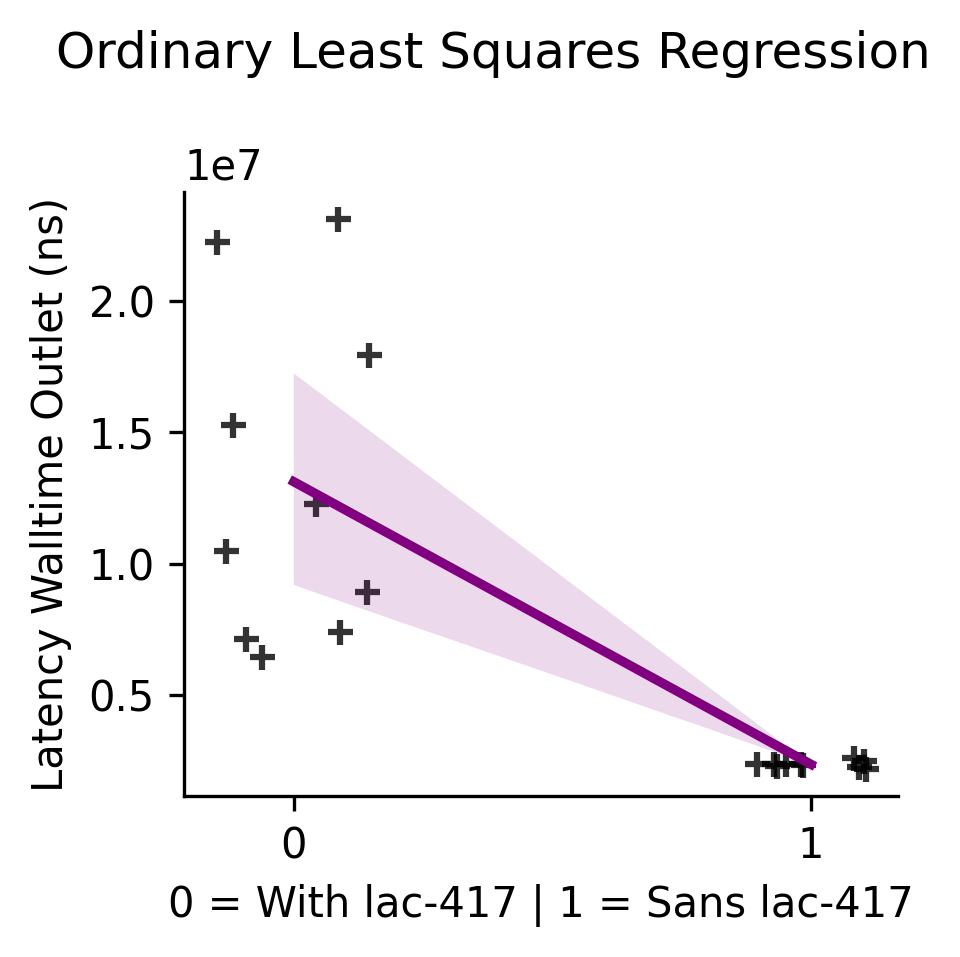 Ordinary Least Squares Regression
1e7
Latency Walltime Outlet (ns)
2.0
1.5
1.0
0.5
0 1
0 = With lac-417 | 1 = Sans lac-417